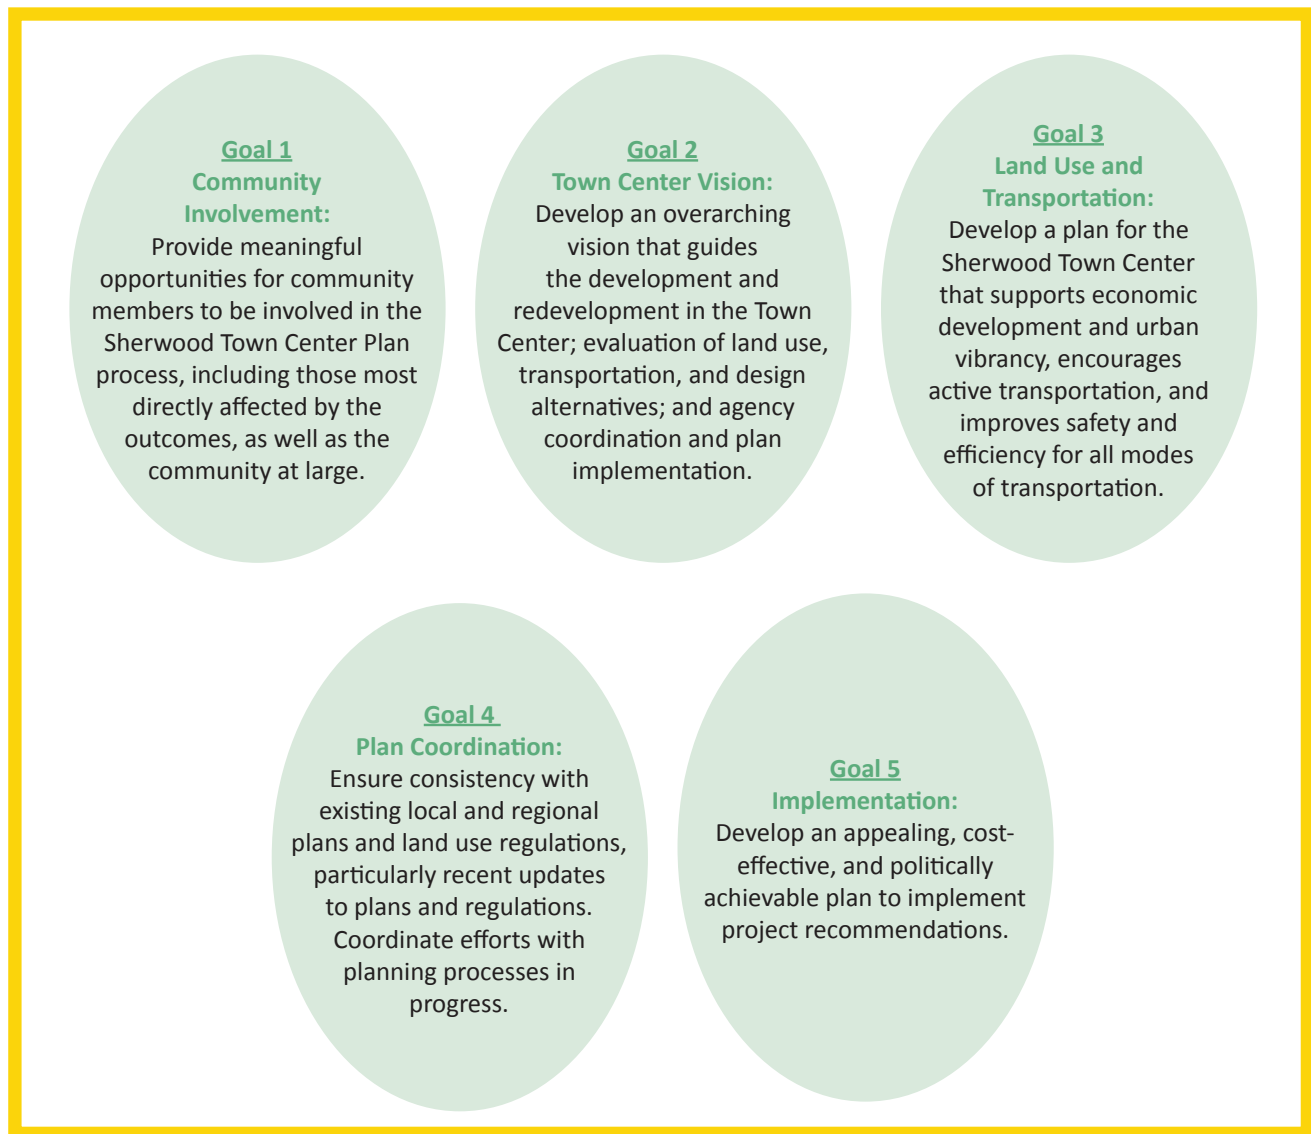 Goal 1
Community
Involvement:
Provide meaningful
opportunities for community
members to be involved in the
Sherwood Town Center Plan
process, including those most
directly affected by the
outcomes, as well as the
community at large.
Goal 2
Town Center Vision:
Develop an overarching
vision that guides
the development and
redevelopment in the Town
Center; evaluation of land use,
transportation, and design
alternatives; and agency
coordination and plan
implementation.
Goal 3
Land Use and
Transportation:
Develop a plan for the
Sherwood Town Center
that supports economic
development and urban
vibrancy, encourages
active transportation, and
improves safety and
efficiency for all modes
of transportation.
Goal 4
Plan Coordination:
Ensure consistency with
existing local and regional
plans and land use regulations,
particularly recent updates
to plans and regulations.
Coordinate efforts with
planning processes in
progress.
Goal 5
Implementation:
Develop an appealing, cost-
effective, and politically
achievable plan to implement
project recommendations.